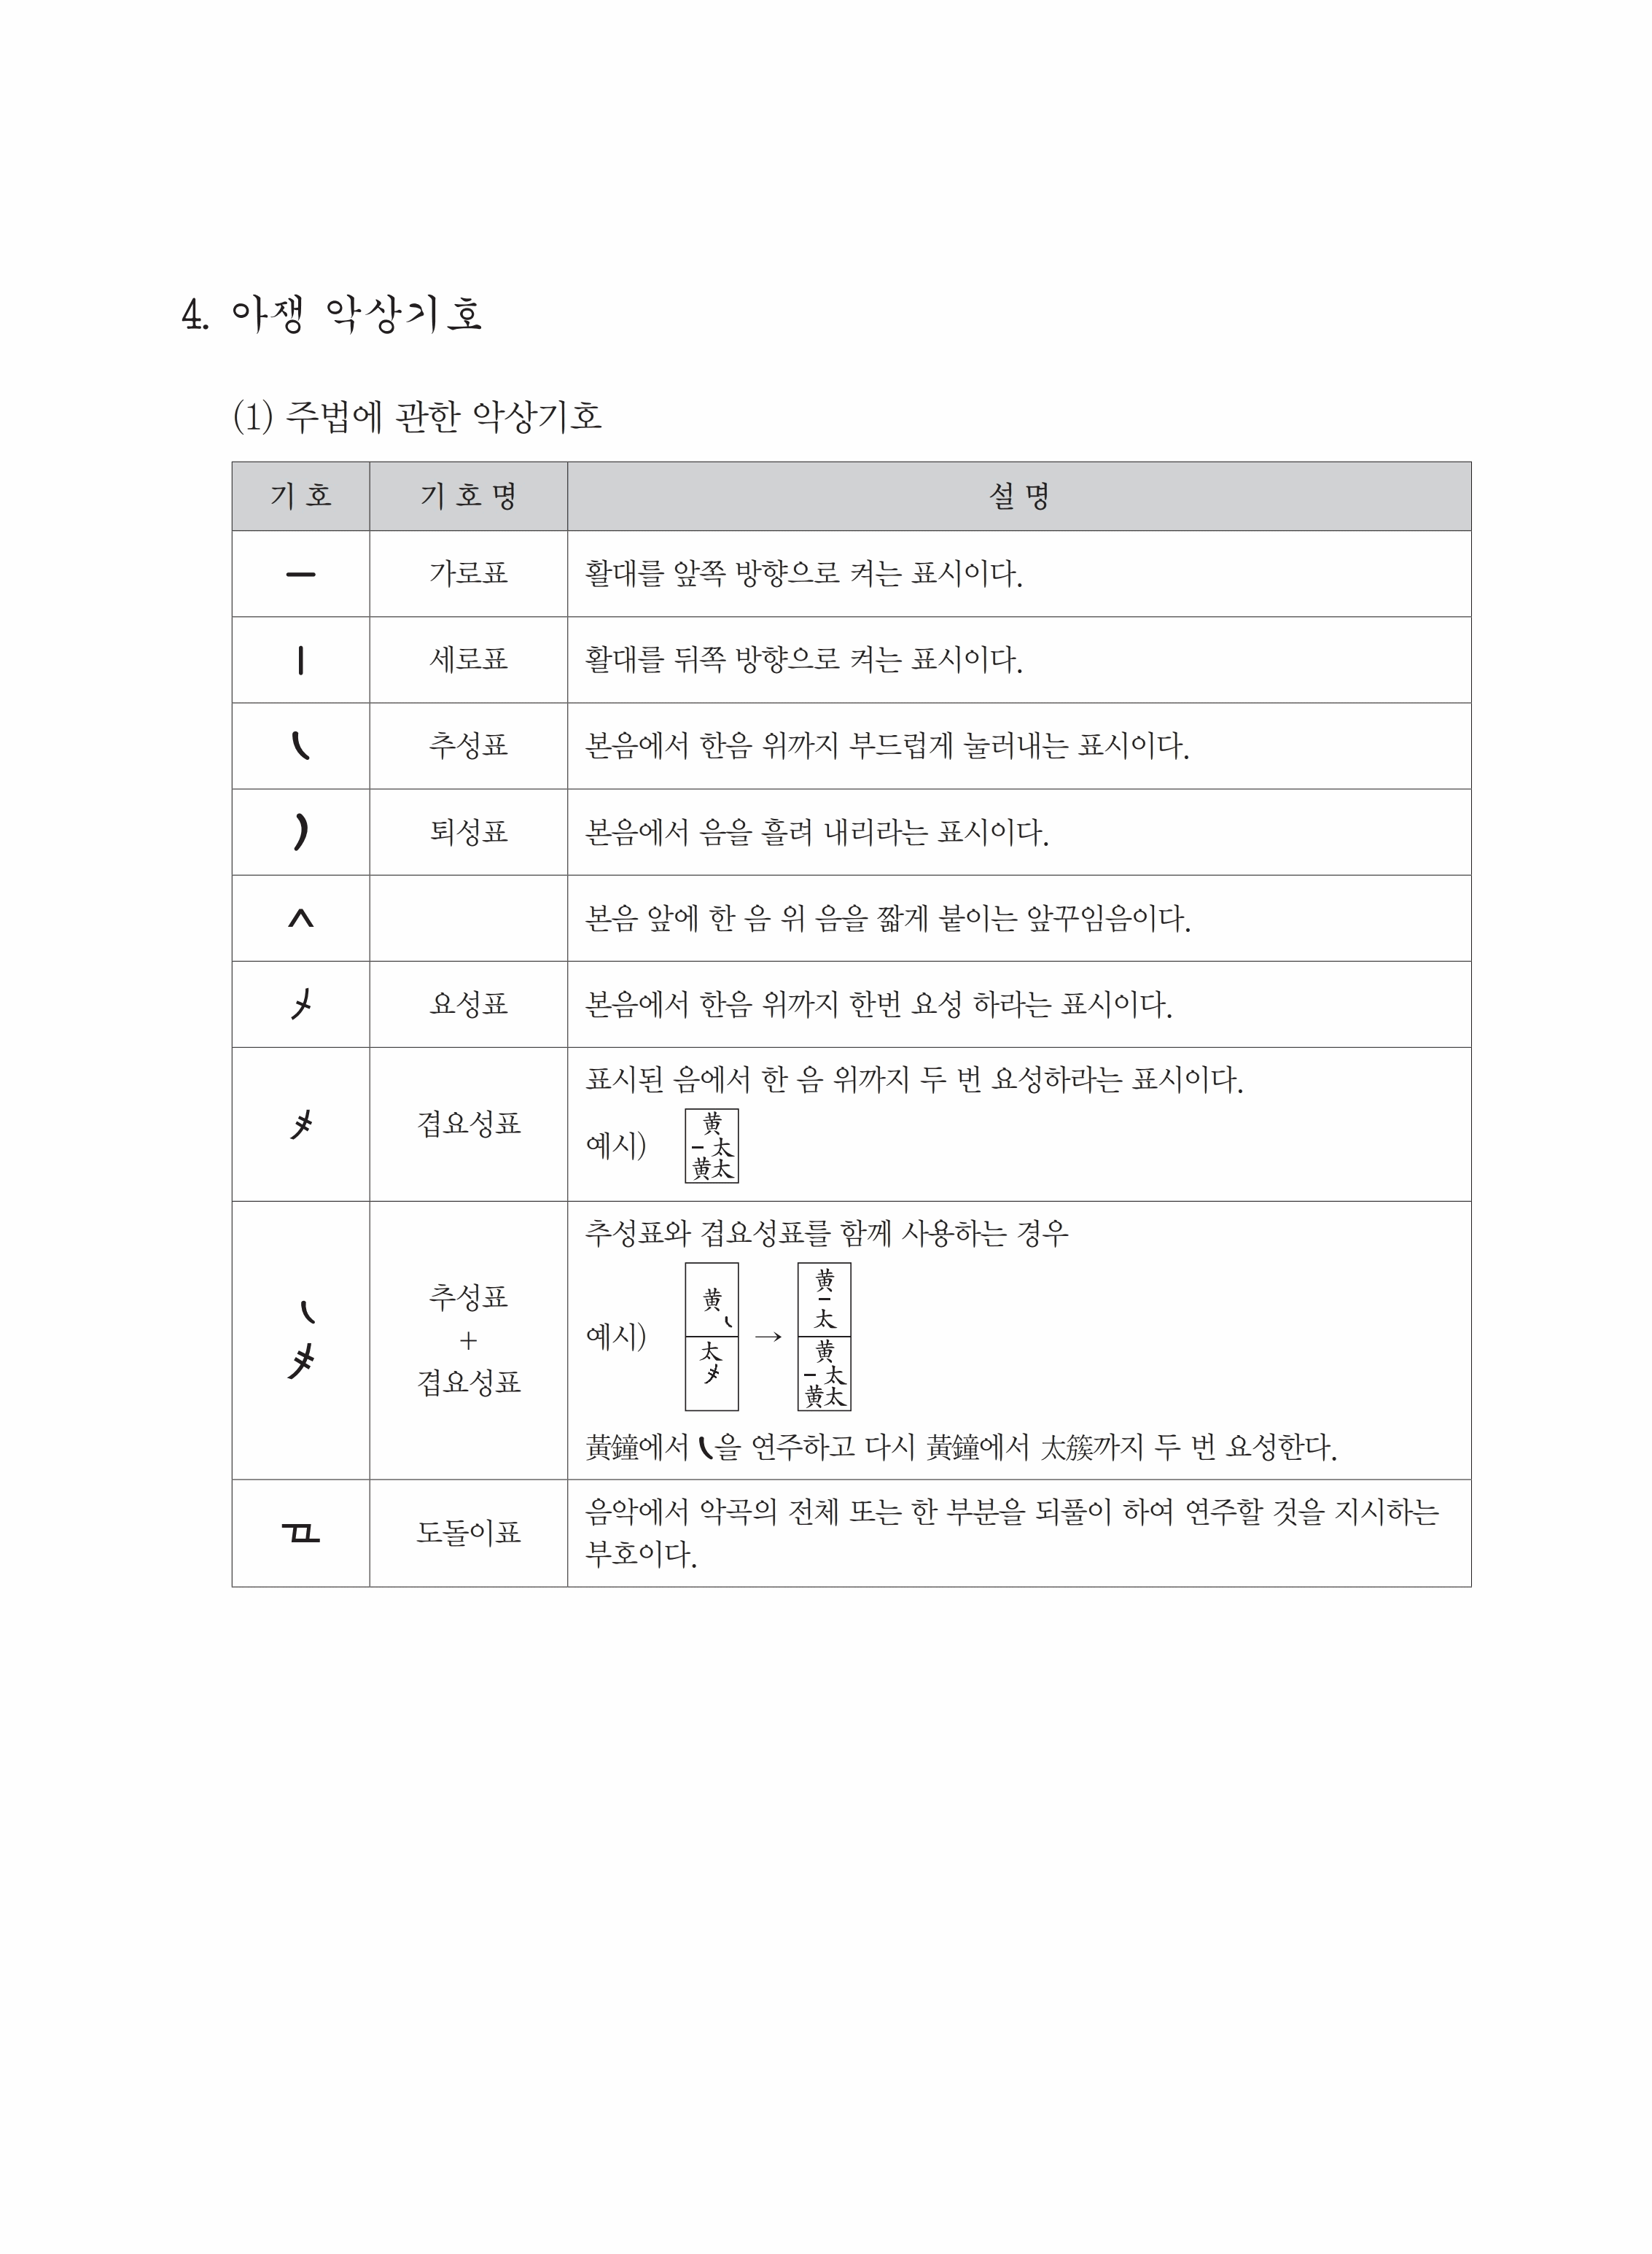 4. 아쟁 악상기호
(1) 주법에 관한 악상기호
기 호 기 호 명 설 명
ㅡ 가로표 활대를 앞쪽 방향으로 켜는 표시이다.
ㅣ 세로표 활대를 뒤쪽 방향으로 켜는 표시이다.
추성표 본음에서 한음 위까지 부드럽게 눌러내는 표시이다.
퇴성표 본음에서 음을 흘려 내리라는 표시이다.
ㅅ 본음 앞에 한 음 위 음을 짧게 붙이는 앞꾸임음이다.
요성표 본음에서 한음 위까지 한번 요성 하라는 표시이다.
겹요성표
표시된 음에서 한 음 위까지 두 번 요성하라는 표시이다.
예시)
黄
– 太
黄太
추성표
+
겹요성표
추성표와 겹요성표를 함께 사용하는 경우
예시)
黄
太
→
黄
–
太
黄
– 太
黄太
黃鐘에서 을 연주하고 다시 黃鐘에서 太簇까지 두 번 요성한다.
도돌이표
음악에서 악곡의 전체 또는 한 부분을 되풀이 하여 연주할 것을 지시하는
부호이다.